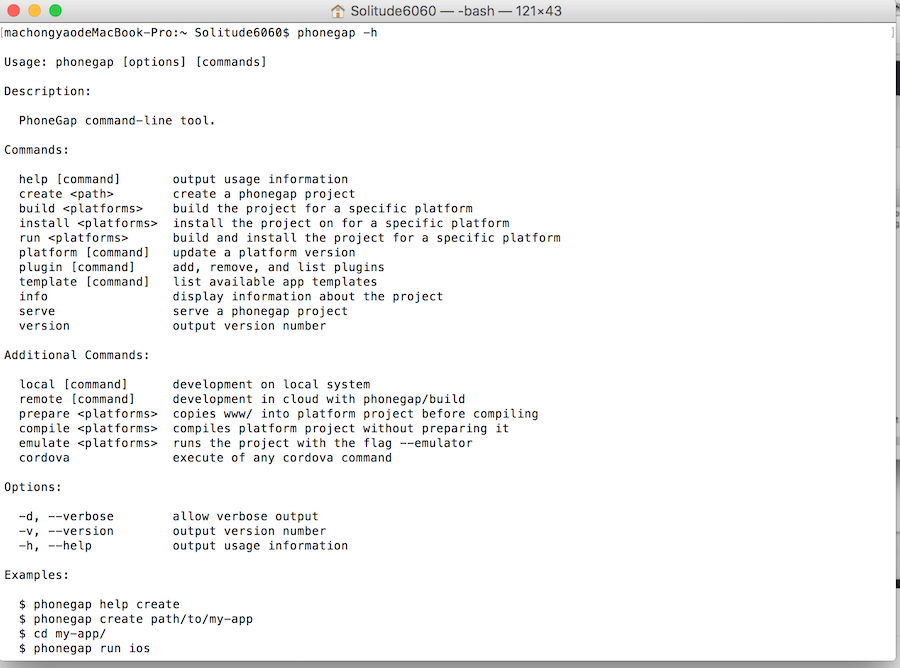 Solitude6060 — -bash — 121×43
[machongyaodeMacBook-Pro:~ Solitude6060$ phonegap -h ]
Usage: phonegap [options] [commands]
Description:
PhoneGap command-line tool.
Commands:
help [command] output usage information
create <path> create a phonegap project
build <platforms> build the project for a specific platform
install <platforms> install the project on for a specific platform
run <platforms> build and install the project for a specific platform
platform [command] update a platform version
plugin [command] add, remove, and list plugins
template [command] list available app templates
info display information about the project
serve serve a phonegap project
version output version number
Additional Commands:
local [command] development on local system
remote [command] development in cloud with phonegap/build
prepare <platforms> copies www/ into platform project before compiling
compile <platforms> compiles platform project without preparing it
emulate <platforms> runs the project with the flag --emulator
cordova execute of any cordova command
Options:
-d, --verbose allow verbose output
-v, --version output version number
-h, --help output usage information
Examples:
$ phonegap help create
$ phonegap create path/to/my-app
$ cd my-app/
$ phonegap run ios